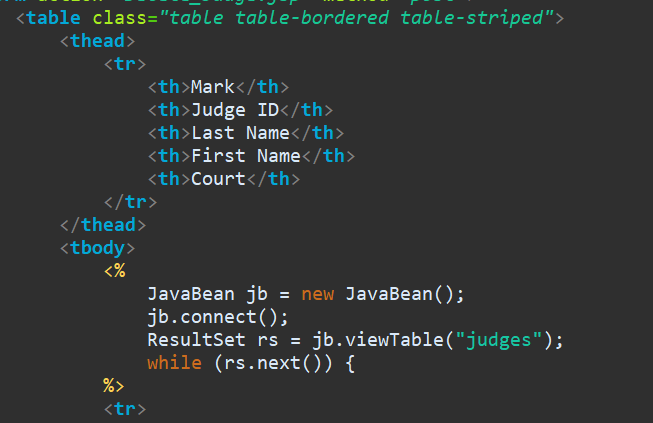 <table class="table table-bordered table-striped">
<thead>
<tr>
<th>Mark</th>
<th>Judge ID</th>
<th>Last Name</th>
<th>First Name</th>
<th>Court</th>
</tr>
</thead>
<tbody>
<%
JavaBean jb = new JavaBean();
jb.connect();
ResultSet rs = jb.viewTable("judges");
while (rs.next()) {
%>
<tr>